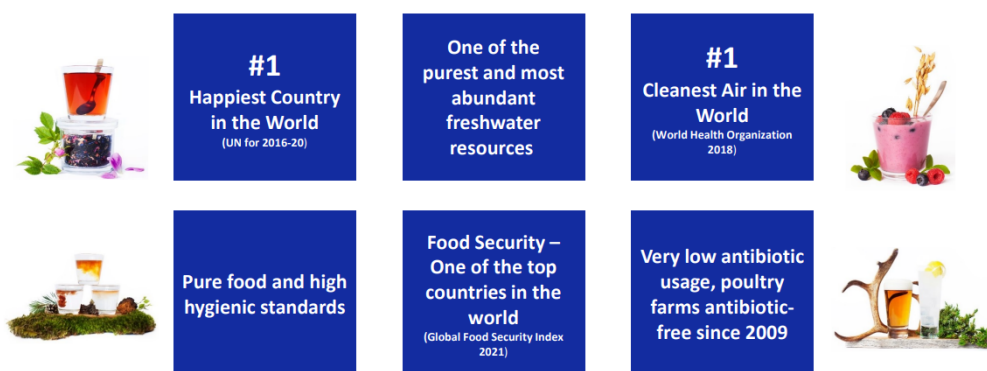 #1
Happiest Country
in the World
(UN for 2016-20)
One of the
purest and most
abundant
freshwater
resources
#1
Cleanest Air in the
World
(World Health Organization
2018)
Pure food and high
hygienic standards
Food Security –
One of the top
countries in the
world
(Global Food Security Index
2021)
Very low antibiotic
usage, poultry
farms antibiotic-
free since 2009